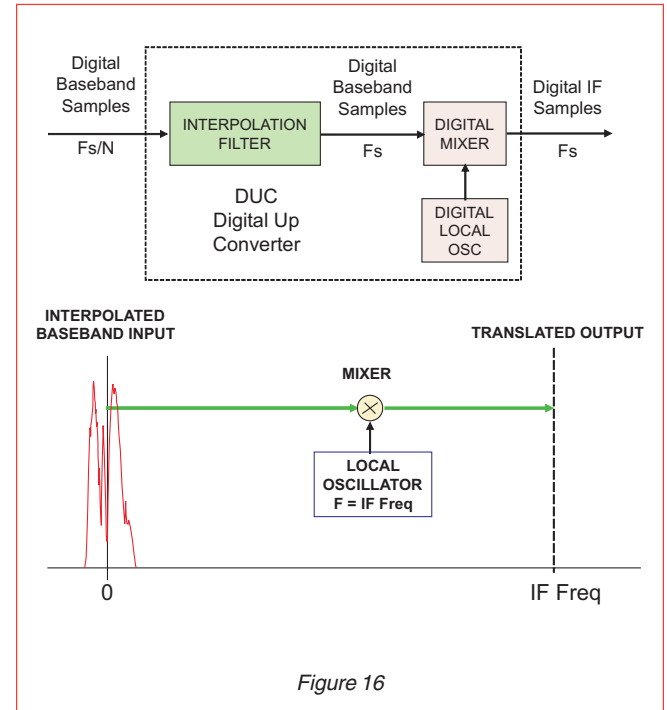 Digital
Baseband
Samples
Fs/N
INTERPOLATION
FILTER
Digital
Baseband
Samples
Fs
DIGITAL
MIXER
Digital IF
Samples
Fs
DUC
Digital Up
Converter
DIGITAL
LOCAL
OSC
INTERPOLATED
BASEBAND INPUT
MIXER
TRANSLATED OUTPUT
LOCAL
OSCILLATOR
F = IF Freq
0
IF Freq
Figure 16